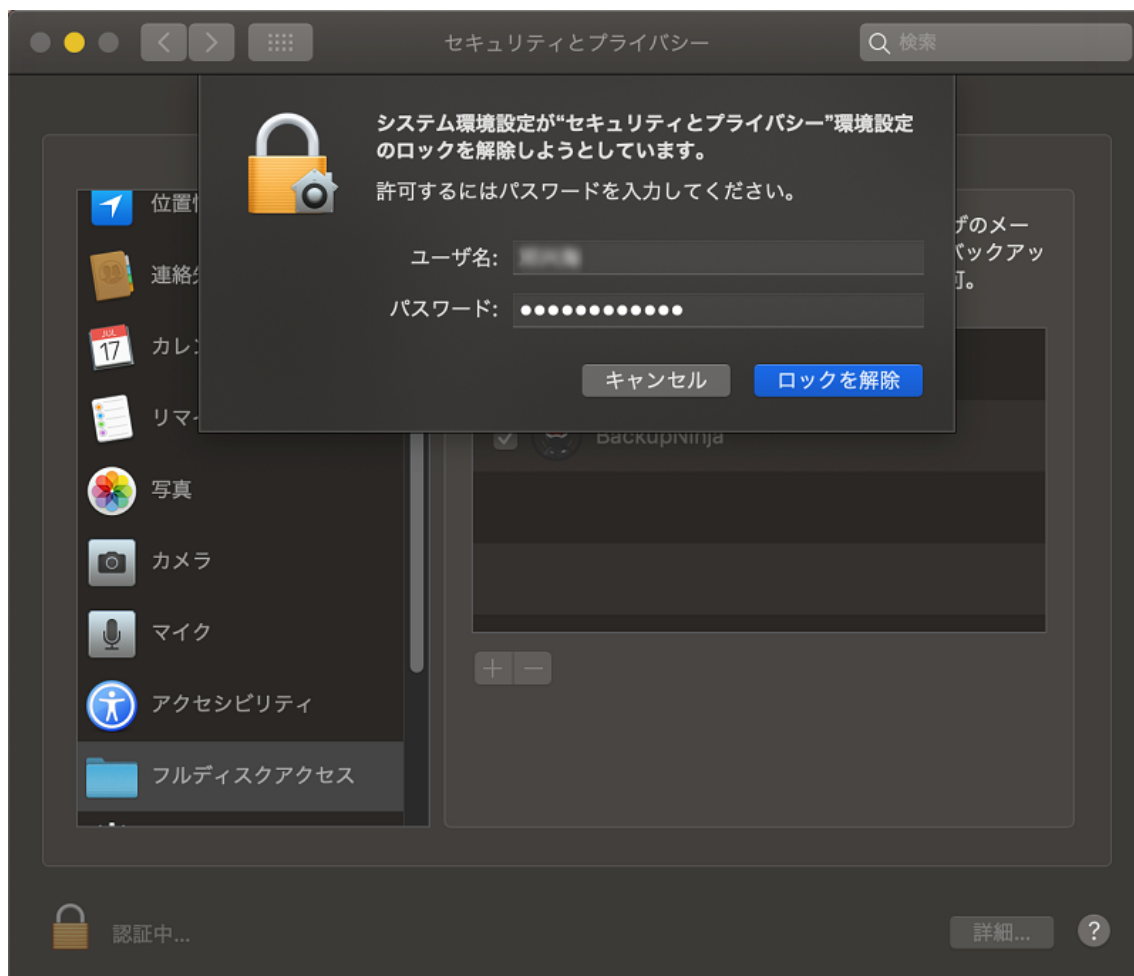 セキュリティとプライバシー
検索
システム環境設定が“セキュリティとプライバシー”環境設定
のロックを解除しようとしています。
許可するにはパスワードを入力してください。
ユーザ名:
パスワード: ●●●●●●●●●●●●
キャンセル
ロックを解除
位置情
連絡先
JUL
17
カレン
リマイ
写真
カメラ
マイク
アクセシビリティ
フルディスクアクセス
ザのメー
バックアッ
可。
BackupNinja
認証中...
詳細...
?